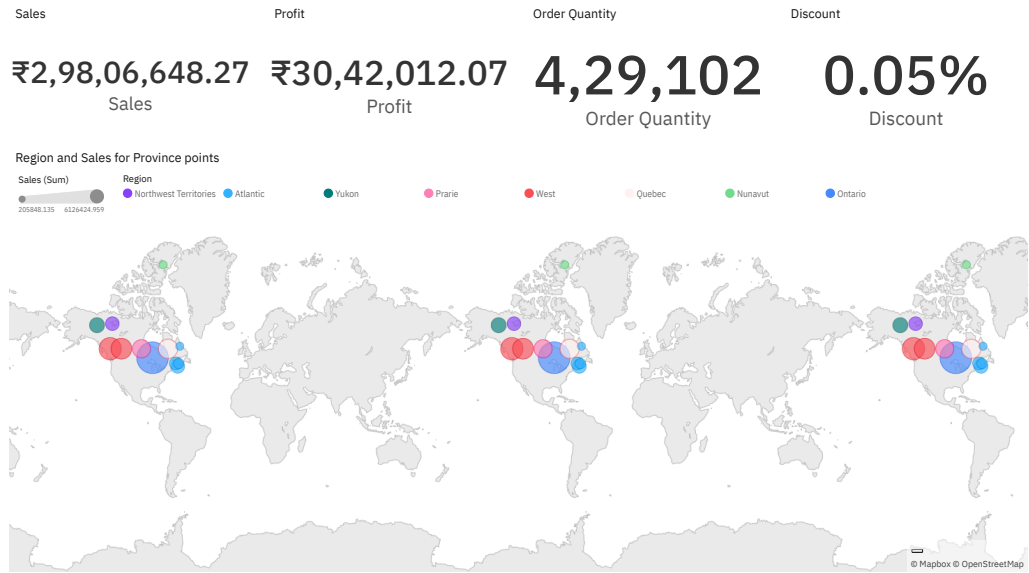 Sales
Profit
Order Quantity
Discount
₹2,98,06,648.27
₹30,42,012.07
4,29,102
0.05%
Sales
Profit
Order Quantity
Discount
Region and Sales for Province points
Sales (Sum)
205848.135 6126424.959
Region
Northwest Territories Atlantic Yukon Prarie West Quebec Nunavut Ontario
© Mapbox © OpenStreetMap